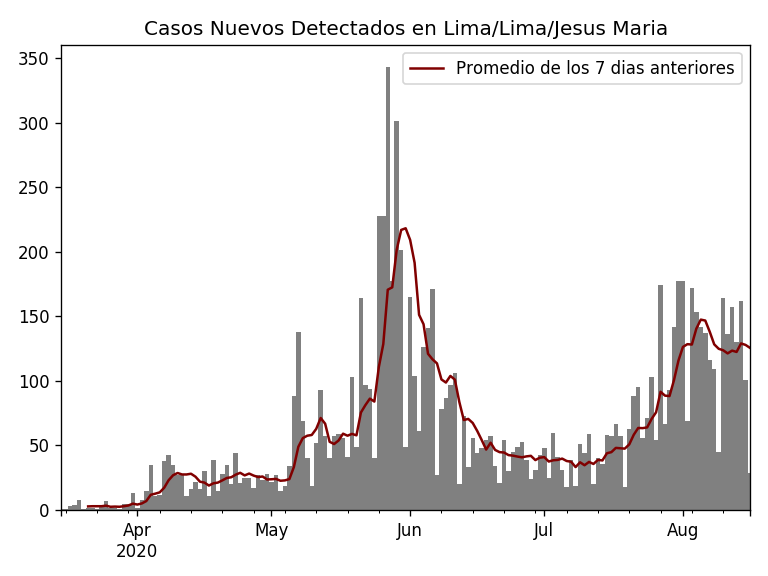 Casos Nuevos Detectados en Lima/Lima/Jesus Maria
Promedio de los 7 dias anteriores
350
300
250
200
150
100
50
0
Apr
2020
May
Jun
Jul
Aug